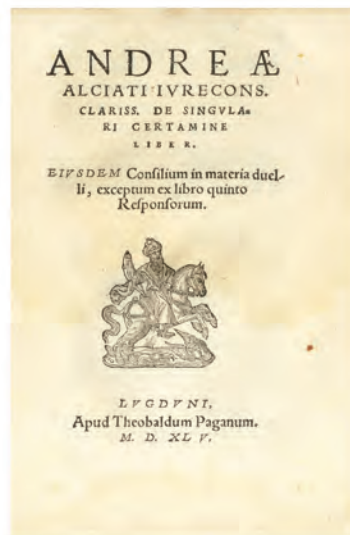 ANDREÆ
ALCIATI IVRECONS.
CLARISS. DE SINGVLA-
RI CERTAMINE
LIBER.
EIVSDEM Consilium in materia duel-
li, exceptum ex libro quinto
Responsorum.
LVGDVNI,
Apud Theobaldum Paganum.
M. D. XLV.